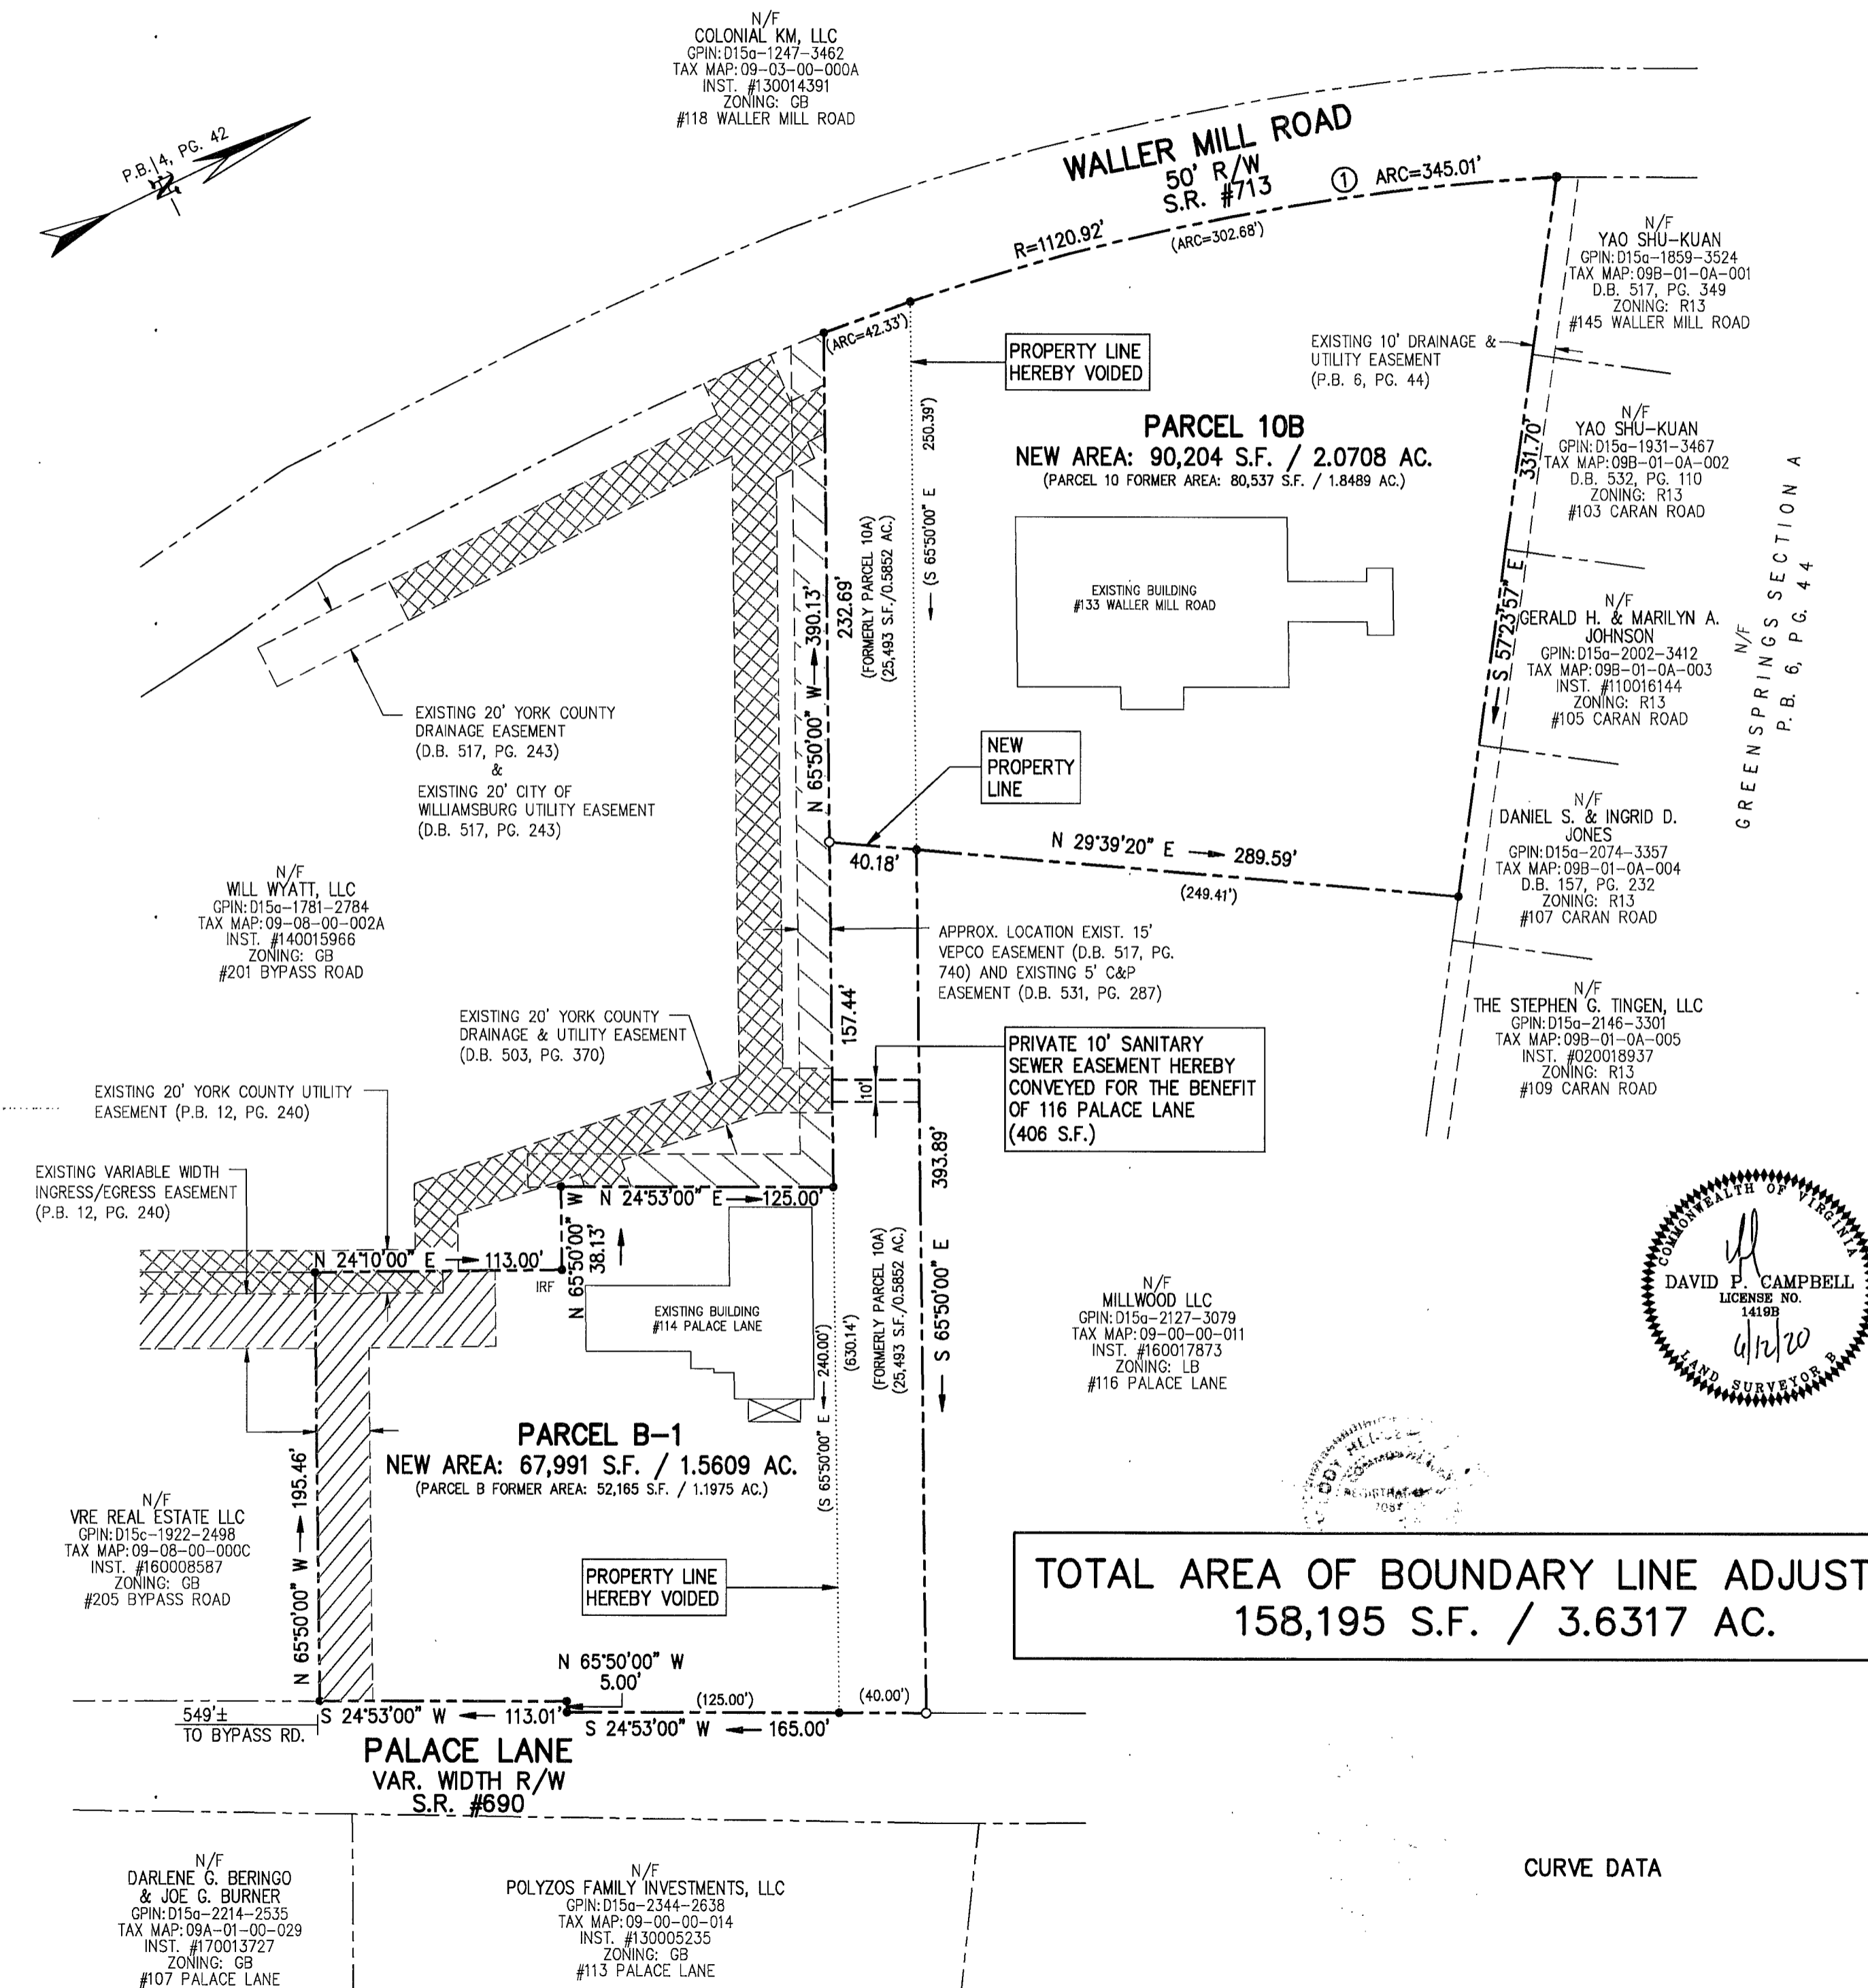 N/F
COLONIAL KM, LLC
GPIN:D15a-1247-3462
TAX MAP:09-03-00-000A
INST. #130014391
ZONING: GB
#118 WALLER MILL ROAD
P.B. 4, PG. 42
N
WALLER MILL ROAD
50' R/W
S.R. #713
① ARC=345.01'
R=1120.92'
(ARC=302.68')
(ARC=42.33')
N/F
YAO SHU-KUAN
GPIN:D15a-1859-3524
TAX MAP:09B-01-0A-001
D.B. 517, PG. 349
ZONING: R13
#145 WALLER MILL ROAD
EXISTING 10' DRAINAGE &
UTILITY EASEMENT
(P.B. 6, PG. 44)
PROPERTY LINE
HEREBY VOIDED
PARCEL 10B
NEW AREA: 90,204 S.F. / 2.0708 AC.
(PARCEL 10 FORMER AREA: 80,537 S.F. / 1.8489 AC.)
250.39'
(S 65°50'00" E
N/F
YAO SHU-KUAN
GPIN:D15a-1931-3467
TAX MAP:09B-01-0A-002
D.B. 532, PG. 110
ZONING: R13
#103 CARAN ROAD
331.70'
S 57°23'57" E
EXISTING BUILDING
#133 WALLER MILL ROAD
(FORMERLY PARCEL 10A)
(25,493 S.F./0.5852 AC.)
232.69'
N 65°50'00" W 390.13'
N/F
GERALD H. & MARILYN A.
JOHNSON
GPIN:D15a-2002-3412
TAX MAP:09B-01-0A-003
INST. #110016144
ZONING: R13
#105 CARAN ROAD
N/F
GREENSPRINGS SECTION A
P.B. 6, PG. 44
EXISTING 20' YORK COUNTY
DRAINAGE EASEMENT
(D.B. 517, PG. 243)
&
EXISTING 20' CITY OF
WILLIAMSBURG UTILITY EASEMENT
(D.B. 517, PG. 243)
NEW
PROPERTY
LINE
40.18'
N 29°39'20" E 289.59'
(249.41')
N/F
DANIEL S. & INGRID D.
JONES
GPIN:D15a-2074-3357
TAX MAP:09B-01-0A-004
D.B. 157, PG. 232
ZONING: R13
#107 CARAN ROAD
N/F
WILL WYATT, LLC
GPIN:D15a-1781-2784
TAX MAP:09-08-00-002A
INST. #140015966
ZONING: GB
#201 BYPASS ROAD
APPROX. LOCATION EXIST. 15'
VEPCO EASEMENT (D.B. 517, PG.
740) AND EXISTING 5' C&P
EASEMENT (D.B. 531, PG. 287)
157.44'
N/F
THE STEPHEN G. TINGEN, LLC
GPIN:D15a-2146-3301
TAX MAP:09B-01-0A-005
INST. #020018937
ZONING: R13
#109 CARAN ROAD
EXISTING 20' YORK COUNTY
DRAINAGE & UTILITY EASEMENT
(D.B. 503, PG. 370)
PRIVATE 10' SANITARY
SEWER EASEMENT HEREBY
CONVEYED FOR THE BENEFIT
OF 116 PALACE LANE
(406 S.F.)
10'
EXISTING 20' YORK COUNTY UTILITY
EASEMENT (P.B. 12, PG. 240)
EXISTING VARIABLE WIDTH
INGRESS/EGRESS EASEMENT
(P.B. 12, PG. 240)
393.89'
S 65°50'00" E
N 24°53'00" E 125.00'
N 24°10'00" E 113.00'
IRF
N 65°50'00" W
38.13'
EXISTING BUILDING
#114 PALACE LANE
(S 65°50'00" E 240.00')
(630.14')
(FORMERLY PARCEL 10A)
(25,493 S.F./0.5852 AC.)
N/F
MILLWOOD LLC
GPIN:D15a-2127-3079
TAX MAP:09-00-00-011
INST. #160017873
ZONING: LB
#116 PALACE LANE
COMMONWEALTH OF VIRGINIA
DAVID P. CAMPBELL
LICENSE NO.
1419B
6/12/20
LAND SURVEYOR B
PARCEL B-1
NEW AREA: 67,991 S.F. / 1.5609 AC.
(PARCEL B FORMER AREA: 52,165 S.F. / 1.1975 AC.)
N 65°50'00" W 195.46'
N/F
VRE REAL ESTATE LLC
GPIN:D15c-1922-2498
TAX MAP:09-08-00-000C
INST. #160008587
ZONING: GB
#205 BYPASS ROAD
PROPERTY LINE
HEREBY VOIDED
TOTAL AREA OF BOUNDARY LINE ADJUST
158,195 S.F. / 3.6317 AC.
N 65°50'00" W
5.00'
(125.00')
(40.00')
549'±
TO BYPASS RD.
S 24°53'00" W 113.01'
S 24°53'00" W 165.00'
PALACE LANE
VAR. WIDTH R/W
S.R. #690
N/F
DARLENE G. BERINGO
& JOE G. BURNER
GPIN:D15a-2214-2535
TAX MAP:09A-01-00-029
INST. #170013727
ZONING: GB
#107 PALACE LANE
N/F
POLYZOS FAMILY INVESTMENTS, LLC
GPIN:D15a-2344-2638
TAX MAP:09-00-00-014
INST. #130005235
ZONING: GB
#113 PALACE LANE
CURVE DATA